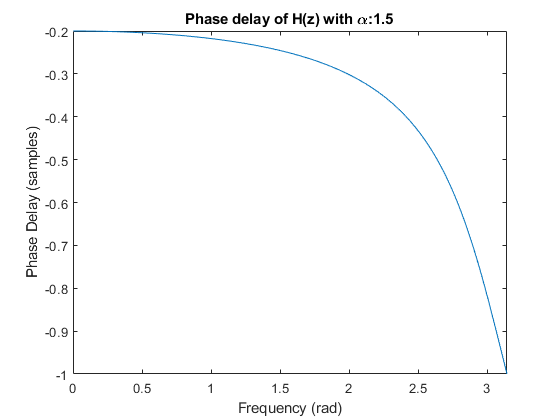 Phase delay of H(z) with α:1.5
-0.2
-0.3
-0.4
-0.5
-0.6
-0.7
-0.8
-0.9
-1
Phase Delay (samples)
0 0.5 1 1.5 2 2.5 3
Frequency (rad)